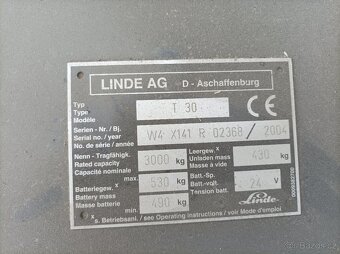 LINDE AG D - Aschaffenburg
Typ
Type T 30 CE
Modèle
Serien - Nr. / Bj.
Serial no. / year W4 X141 R 02368 / 2004
No. de série / année
Nenn - Tragfähigk. Leergew.ˣ
Rated capacity 3000 kg Unladen mass 430 kg
Capacité nominale Masse à vide
max. Batt.-Sp.
Batteriegew.ˣ 530 kg Batt.-volt. 24 V
Battery mass Tension batt.
Masse batterie min. 490 kg Linde
x s. Betriebsanl. / see Operating instructions / voir Mode d'emploi